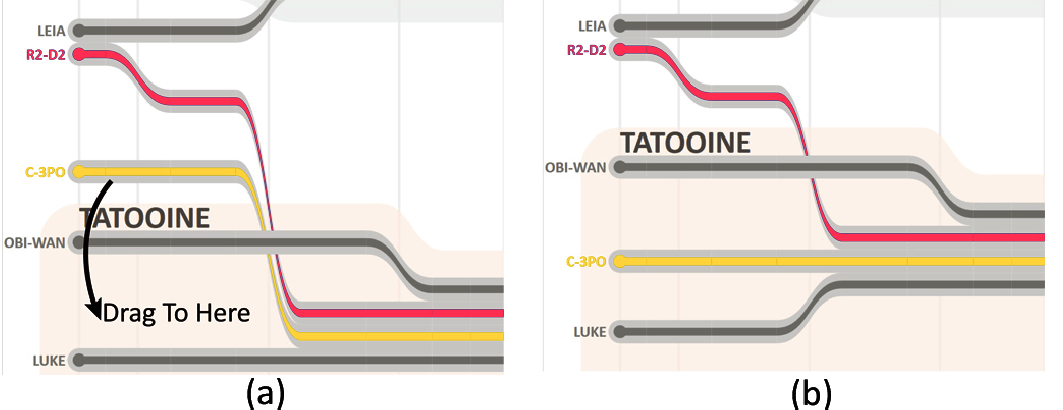 LEIA
R2-D2
C-3PO
TATOOINE
OBI-WAN
Drag To Here
LUKE
(a)
LEIA
R2-D2
TATOOINE
OBI-WAN
C-3PO
LUKE
(b)